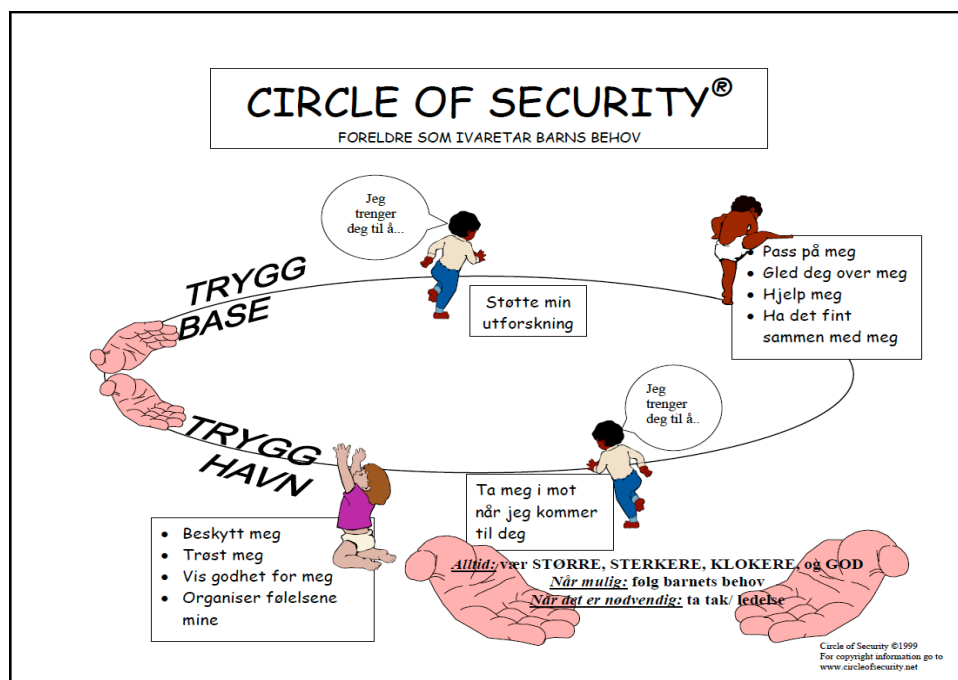 CIRCLE OF SECURITY®
FORELDRE SOM IVARETAR BARNS BEHOV
Jeg
trenger
deg til å...
TRYGG
BASE
Støtte min
utforskning
• Pass på meg
• Gled deg over meg
• Hjelp meg
• Ha det fint
sammen med meg
Jeg
trenger
deg til å..
TRYGG
HAVN
Ta meg i mot
når jeg kommer
til deg
• Beskytt meg
• Trøst meg
• Vis godhet for meg
• Organiser følelsene
mine
Alltid: vær STØRRE, STERKERE, KLOKERE, og GOD
Når mulig: følg barnets behov
Når det er nødvendig: ta tak/ ledelse
Circle of Security ©1999
For copyright information go to
www.circleofsecurity.net